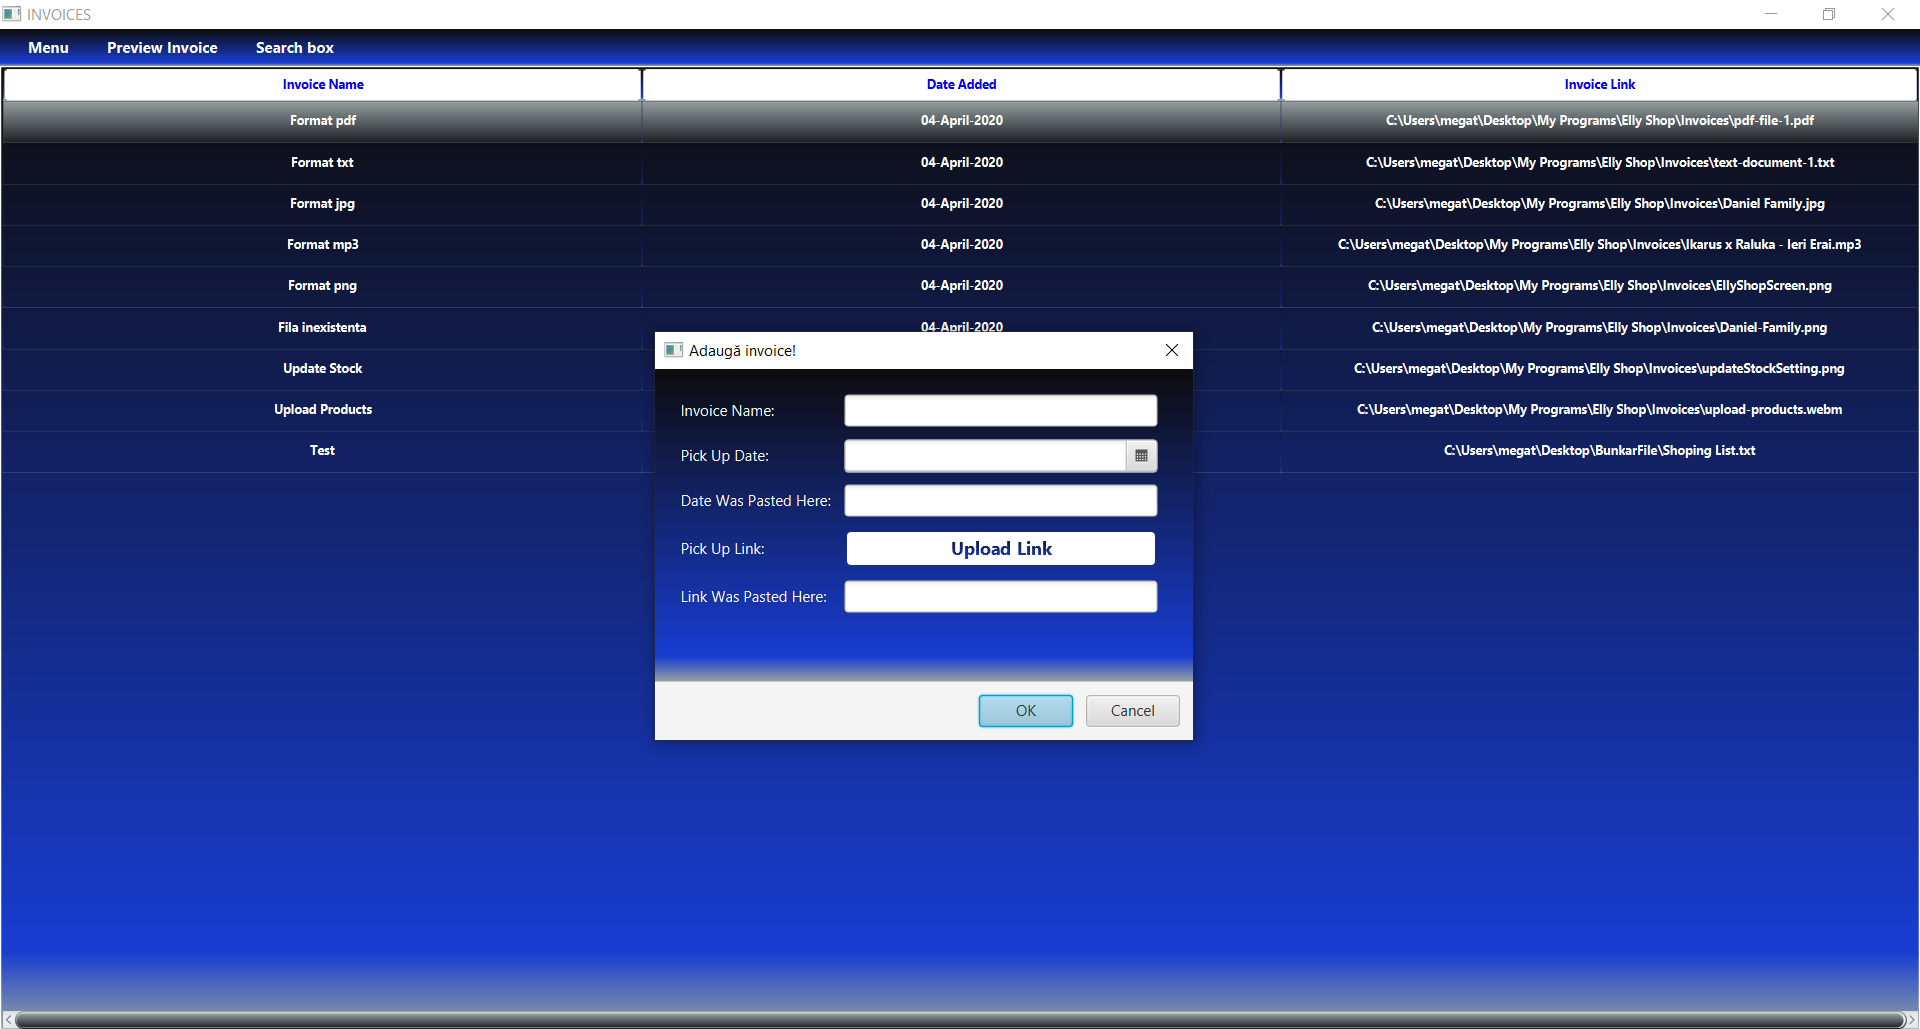 INVOICES
Menu Preview Invoice Search box
Invoice Name Date Added Invoice Link
Format pdf 04-April-2020 C:\Users\megat\Desktop\My Programs\Elly Shop\Invoices\pdf-file-1.pdf
Format txt 04-April-2020 C:\Users\megat\Desktop\My Programs\Elly Shop\Invoices\text-document-1.txt
Format jpg 04-April-2020 C:\Users\megat\Desktop\My Programs\Elly Shop\Invoices\Daniel Family.jpg
Format mp3 04-April-2020 C:\Users\megat\Desktop\My Programs\Elly Shop\Invoices\Ikarus x Raluka - Ieri Erai.mp3
Format png 04-April-2020 C:\Users\megat\Desktop\My Programs\Elly Shop\Invoices\EllyShopScreen.png
Fila inexistenta 04-April-2020 C:\Users\megat\Desktop\My Programs\Elly Shop\Invoices\Daniel-Family.png
Update Stock C:\Users\megat\Desktop\My Programs\Elly Shop\Invoices\updateStockSetting.png
Upload Products C:\Users\megat\Desktop\My Programs\Elly Shop\Invoices\upload-products.webm
Test C:\Users\megat\Desktop\BunkarFile\Shoping List.txt
Adaugă invoice!
Invoice Name:
Pick Up Date:
Date Was Pasted Here:
Pick Up Link: Upload Link
Link Was Pasted Here:
OK Cancel